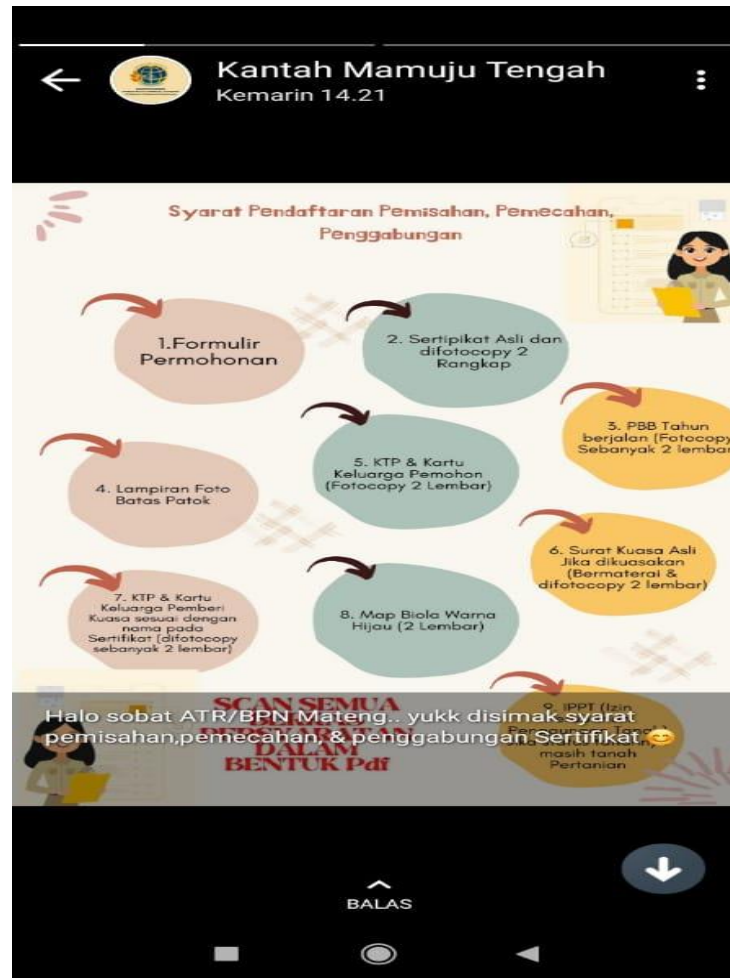 Kantah Mamuju Tengah
Kemarin 14.21
Syarat Pendaftaran Pemisahan, Pemecahan,
Penggabungan
1.Formulir
Permohonan
2. Sertipikat Asli dan
difotocopy 2
Rangkap
3. PBB Tahun
berjalan (Fotocopy
Sebanyak 2 lembar
4. Lampiran Foto
Batas Patok
5. KTP & Kartu
Keluarga Pemohon
(Fotocopy 2 Lembar)
6. Surat Kuasa Asli
Jika dikuasakan
(Bermaterai &
difotocopy 2 lembar)
7. KTP & Kartu
Keluarga Pemberi
Kuasa sesuai dengan
nama pada
Sertifikat (difotocopy
sebanyak 2 lembar)
8. Map Biola Warna
Hijau (2 Lembar)
9. IPPT (Izin
masih tanah
Pertanian
SCAN SEMUA
DALAM
BENTUK Pdf
Halo sobat ATR/BPN Mateng.. yukk disimak syarat
pemisahan,pemecahan, & penggabungan Sertifikat 😊
BALAS